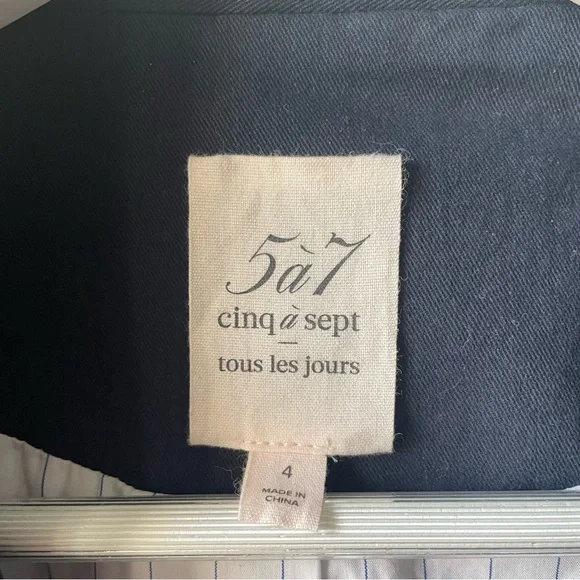 5à7
cinq à sept
tous les jours
4
MADE IN
CHINA